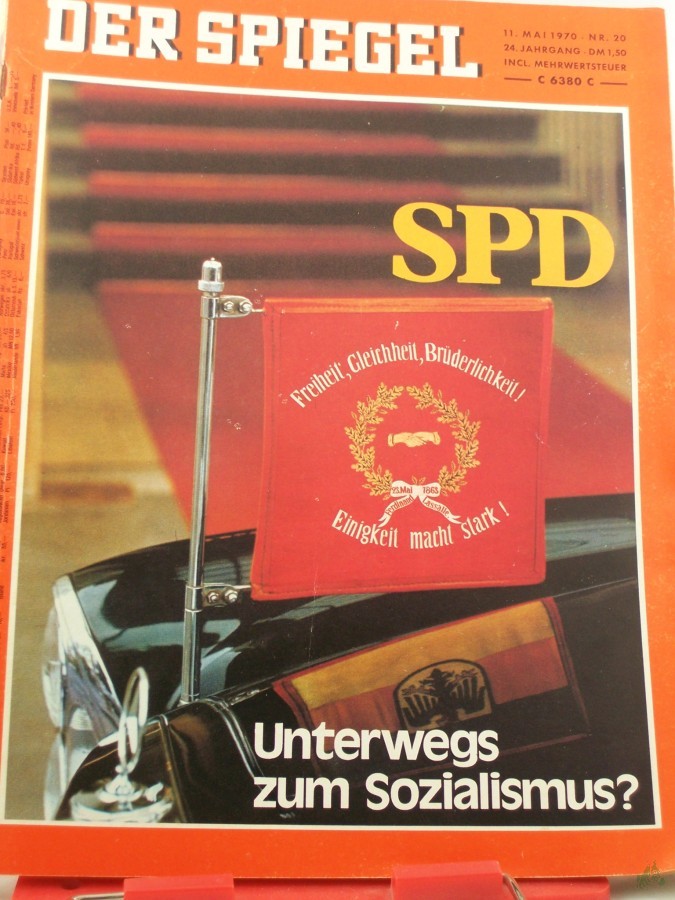 DER SPIEGEL
11. MAI 1970 · NR. 20
24. JAHRGANG · DM 1,50
INCL. MEHRWERTSTEUER
C 6380 C
SPD
"Freiheit, Gleichheit, Brüderlichkeit!
23. Mai 1863
Ferdinand Lassalle
Einigkeit macht stark!
Unterwegs
zum Sozialismus?